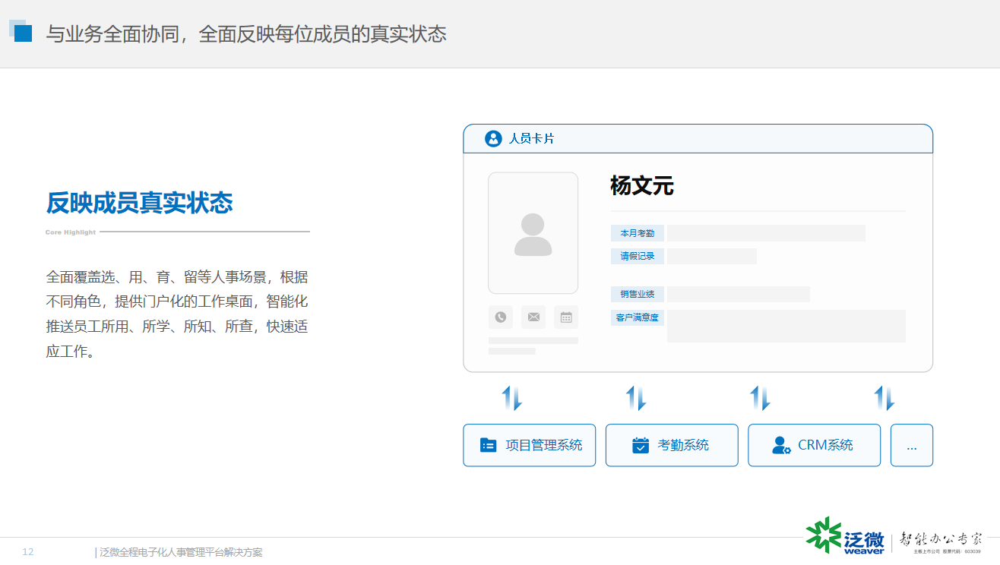 与业务全面协同，全面反映每位成员的真实状态
反映成员真实状态
Core Highlight
全面覆盖选、用、育、留等人事场景，根据
不同角色，提供门户化的工作桌面，智能化
推送员工所用、所学、所知、所查，快速适
应工作。
人员卡片
杨文元
本月考勤
请假记录
销售业绩
客户满意度
项目管理系统
考勤系统
CRM系统
...
12
| 泛微全程电子化人事管理平台解决方案
泛微
weaver
智能办公专家
主板上市公司 股票代码：603039